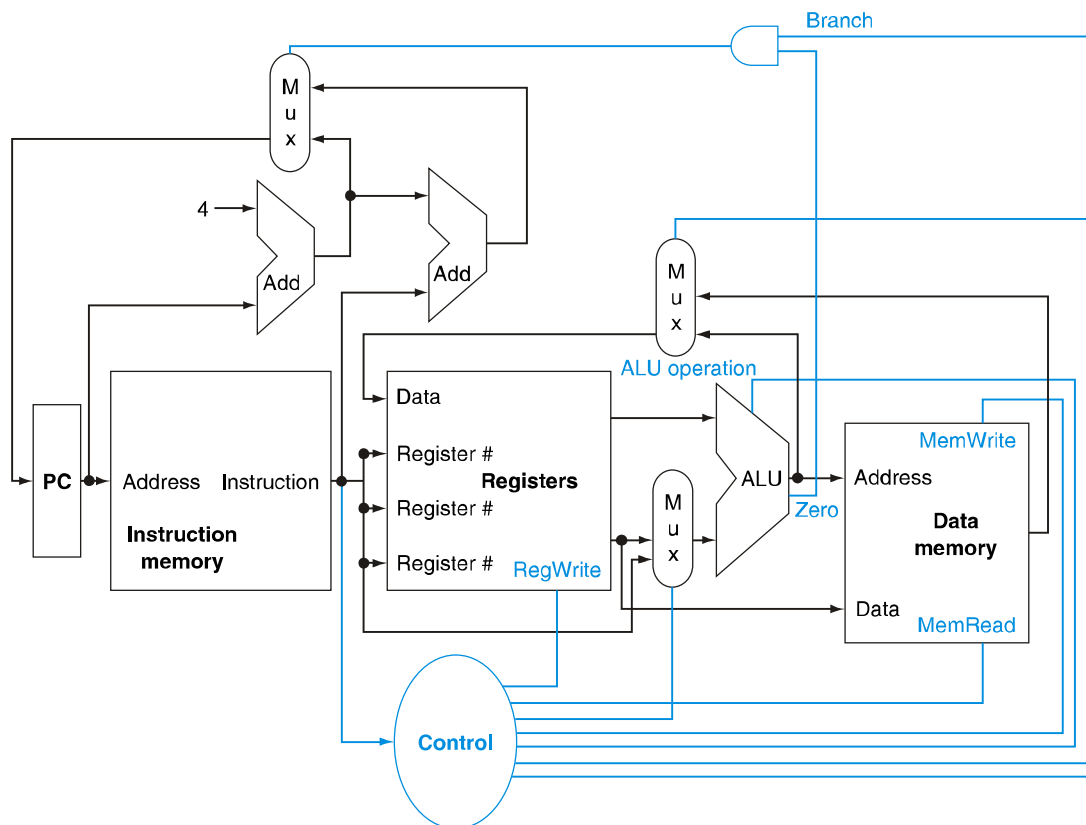 Branch
M
u
x
4
Add
Add
M
u
x
ALU operation
Data
Register #
Registers
Register #
Register #
RegWrite
PC
Address
Instruction
Instruction
memory
M
u
x
ALU
Zero
MemWrite
Address
Data
memory
Data
MemRead
Control